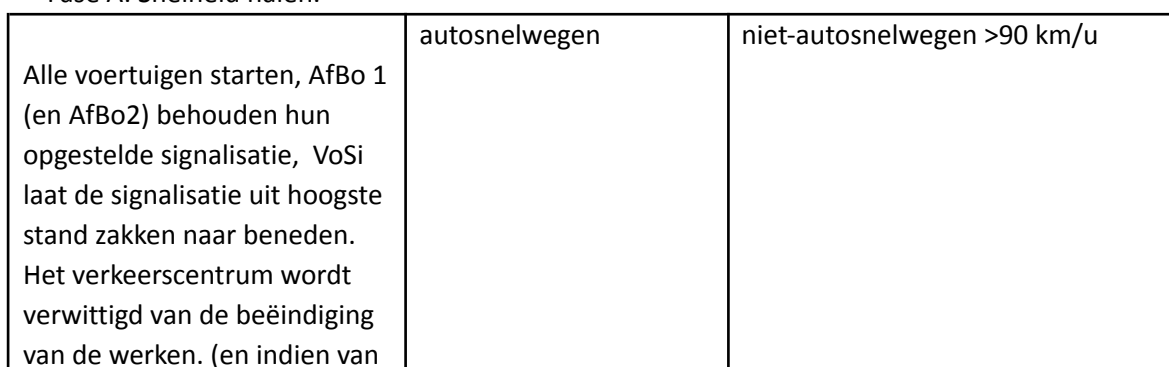 Fase A: Snelheid halen.
autosnelwegen
niet-autosnelwegen >90 km/u
Alle voertuigen starten, AfBo 1
(en AfBo2) behouden hun
opgestelde signalisatie, VoSi
laat de signalisatie uit hoogste
stand zakken naar beneden.
Het verkeerscentrum wordt
verwittigd van de beëindiging
van de werken. (en indien van